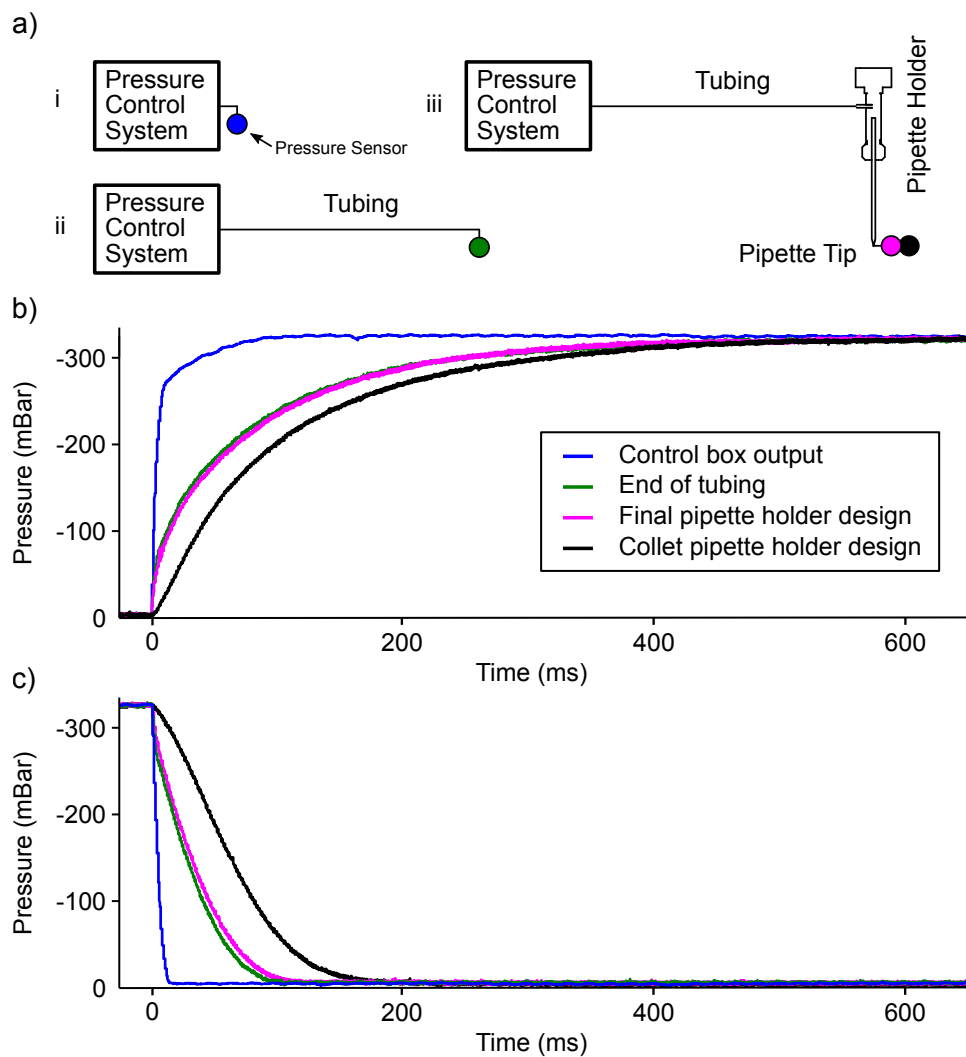 a)
i
Pressure
Control
System
Pressure Sensor
ii
Pressure
Control
System
Tubing
iii
Pressure
Control
System
Tubing
Pipette Holder
Pipette Tip
b)
Pressure (mBar)
-300
-200
-100
0
Control box output
End of tubing
Final pipette holder design
Collet pipette holder design
0
200
400
600
Time (ms)
c)
Pressure (mBar)
-300
-200
-100
0
0
200
400
600
Time (ms)